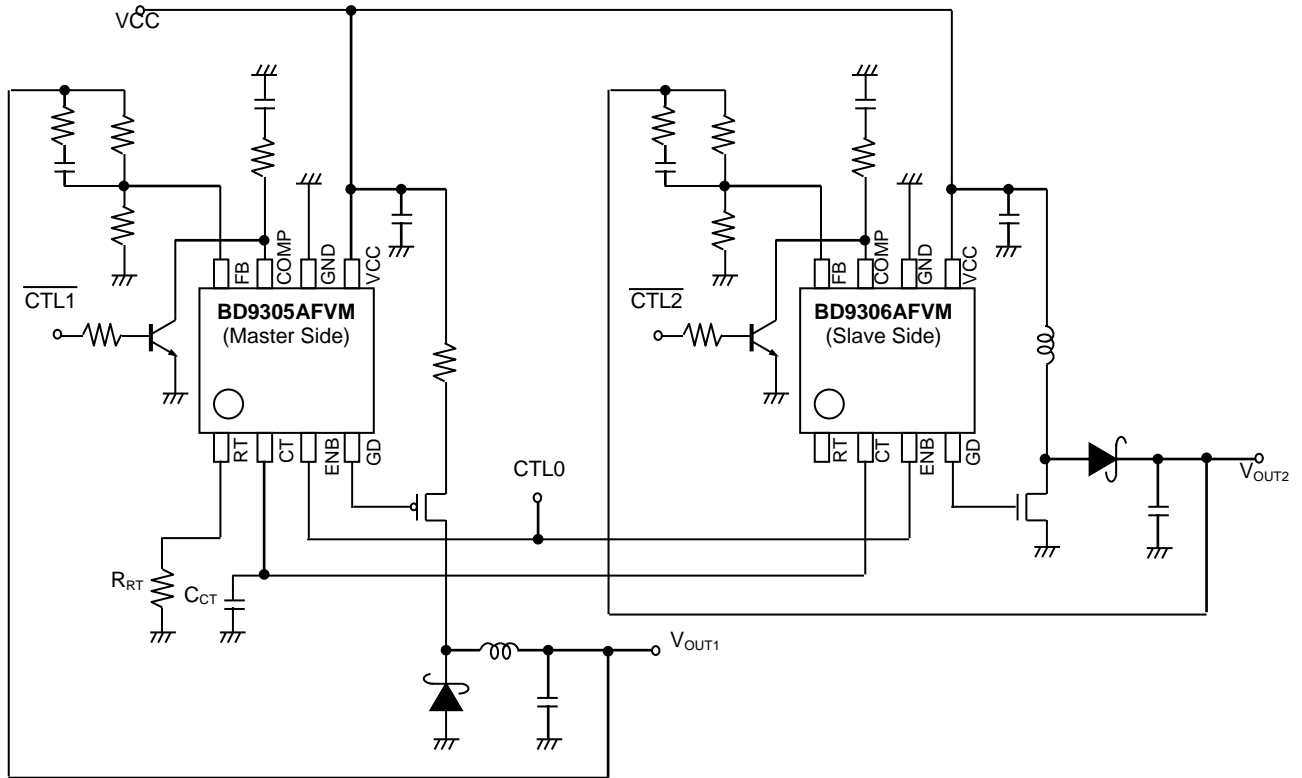 VCC
FB
COMP
GND
VCC
FB
COMP
GND
VCC
CTL1
BD9305AFVM
(Master Side)
CTL2
BD9306AFVM
(Slave Side)
RT
CT
ENB
GD
CTL0
RT
CT
ENB
GD
VOUT2
RRT
CCT
VOUT1